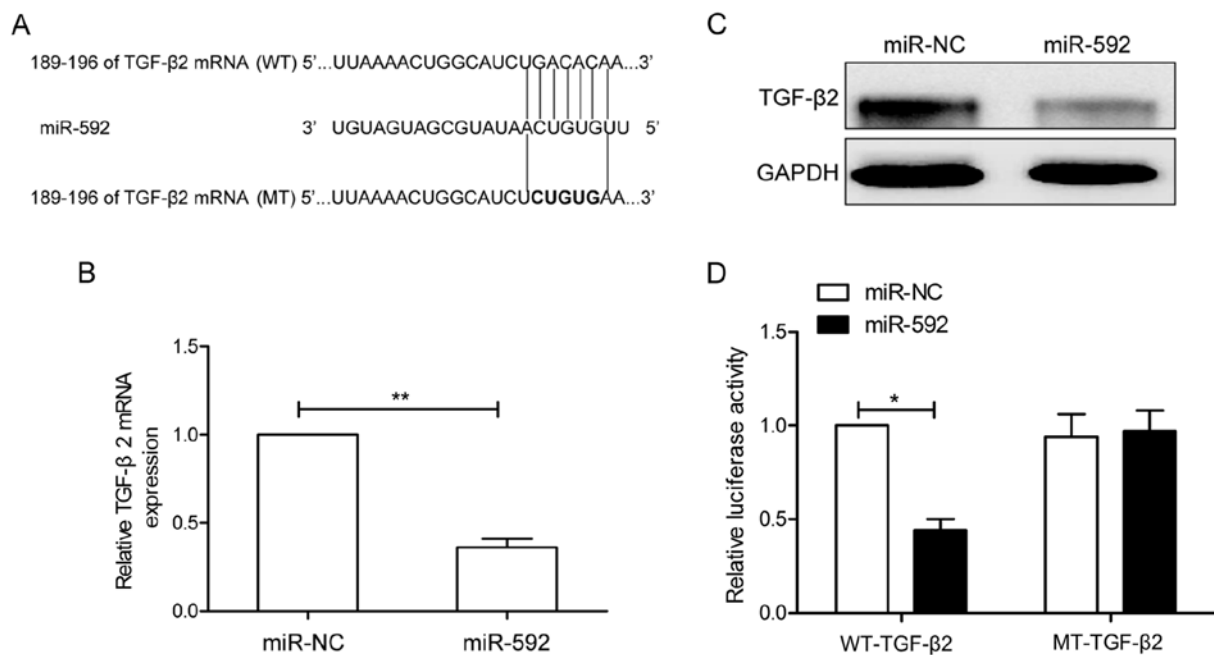 A
189-196 of TGF-β2 mRNA (WT) 5'...UUAAAACUGGCAUCUGACACAA...3'
miR-592 3' UGUAGUAGCGUAUAACUGUGUU 5'
189-196 of TGF-β2 mRNA (MT) 5'...UUAAAACUGGCAUCUCUGUGAA...3'
C
miR-NC miR-592
TGF-β2
GAPDH
B
Relative TGF-β 2 mRNA
expression
1.5
1.0
0.5
0.0
**
miR-NC miR-592
D
miR-NC
miR-592
Relative luciferase activity
1.5
1.0
0.5
0.0
*
WT-TGF-β2 MT-TGF-β2